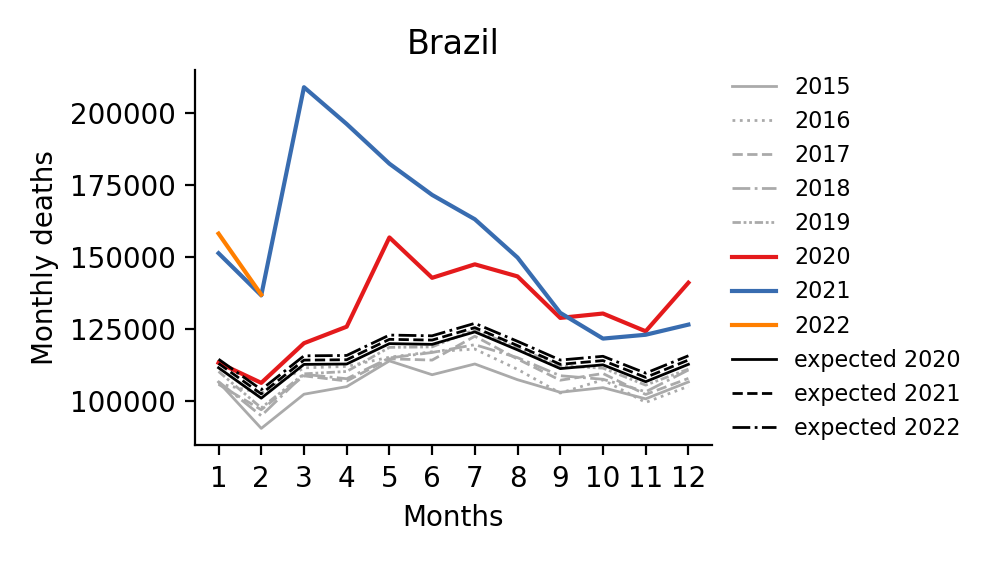 Brazil
Monthly deaths
200000
175000
150000
125000
100000
1 2 3 4 5 6 7 8 9 10 11 12
Months
2015
2016
2017
2018
2019
2020
2021
2022
expected 2020
expected 2021
expected 2022